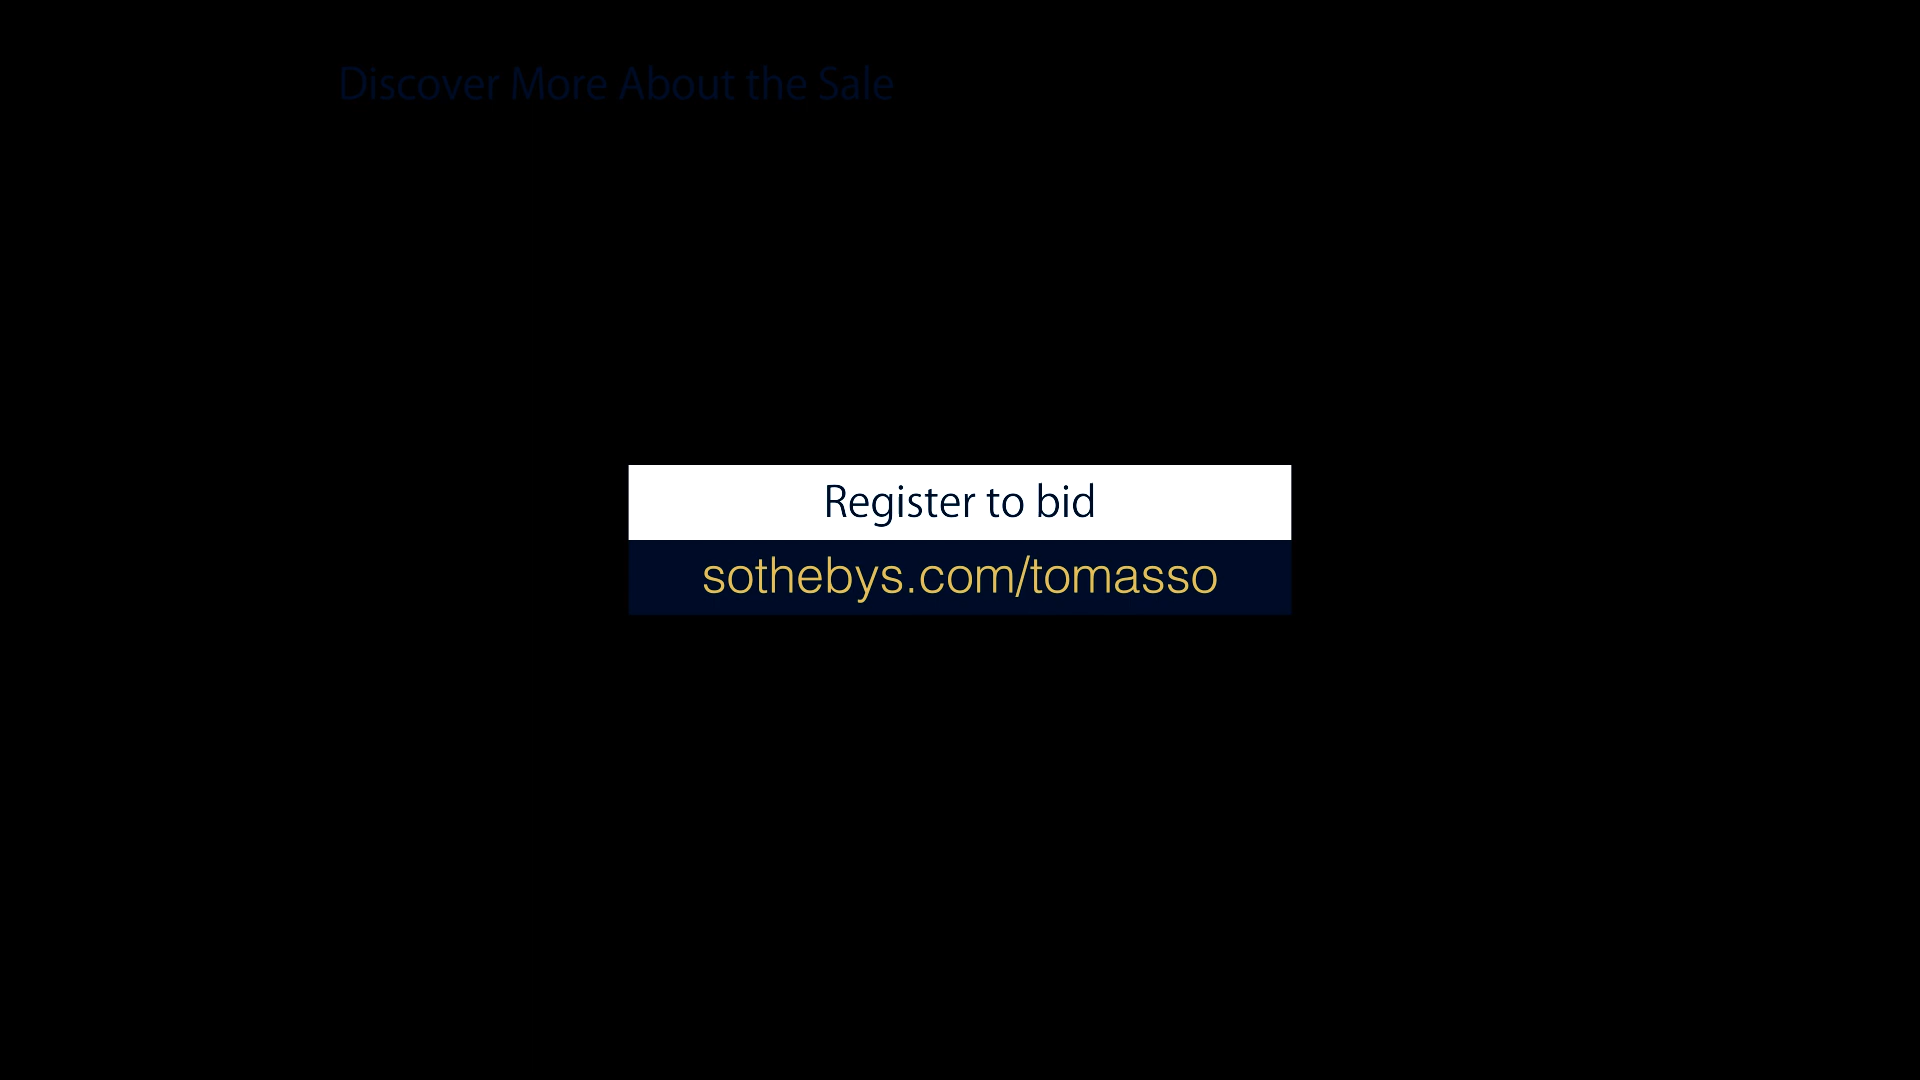 Discover More About the Sale
Register to bid
sothebys.com/tomasso